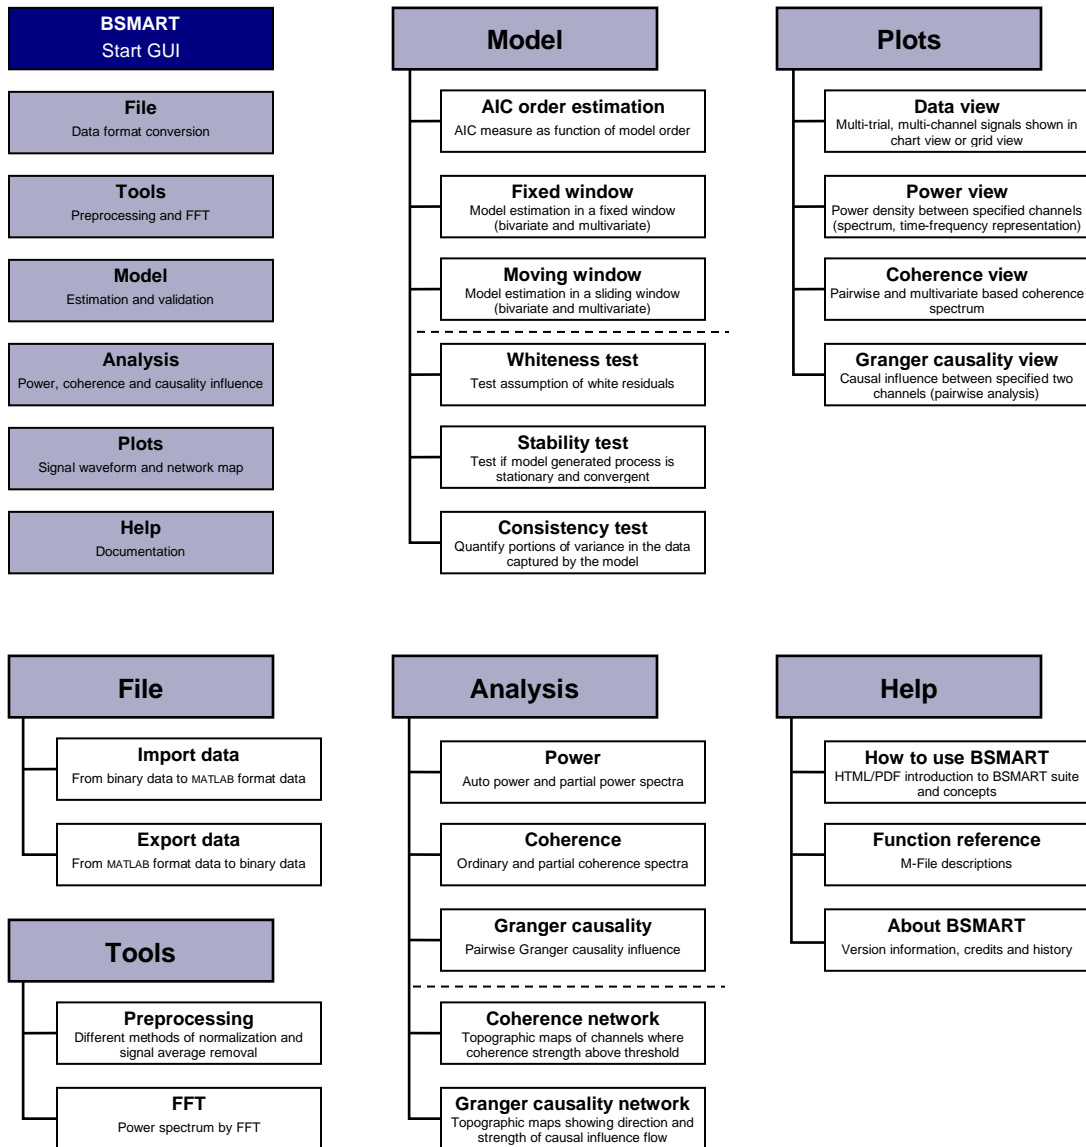 BSMART
Start GUI
File
Data format conversion
Tools
Preprocessing and FFT
Model
Estimation and validation
Analysis
Power, coherence and causality influence
Plots
Signal waveform and network map
Help
Documentation
Model
AIC order estimation
AIC measure as function of model order
Fixed window
Model estimation in a fixed window
(bivariate and multivariate)
Moving window
Model estimation in a sliding window
(bivariate and multivariate)
Whiteness test
Test assumption of white residuals
Stability test
Test if model generated process is
stationary and convergent
Consistency test
Quantify portions of variance in the data
captured by the model
Plots
Data view
Multi-trial, multi-channel signals shown in
chart view or grid view
Power view
Power density between specified channels
(spectrum, time-frequency representation)
Coherence view
Pairwise and multivariate based coherence
spectrum
Granger causality view
Causal influence between specified two
channels (pairwise analysis)
File
Import data
From binary data to MATLAB format data
Export data
From MATLAB format data to binary data
Tools
Preprocessing
Different methods of normalization and
signal average removal
FFT
Power spectrum by FFT
Analysis
Power
Auto power and partial power spectra
Coherence
Ordinary and partial coherence spectra
Granger causality
Pairwise Granger causality influence
Coherence network
Topographic maps of channels where
coherence strength above threshold
Granger causality network
Topographic maps showing direction and
strength of causal influence flow
Help
How to use BSMART
HTML/PDF introduction to BSMART suite
and concepts
Function reference
M-File descriptions
About BSMART
Version information, credits and history